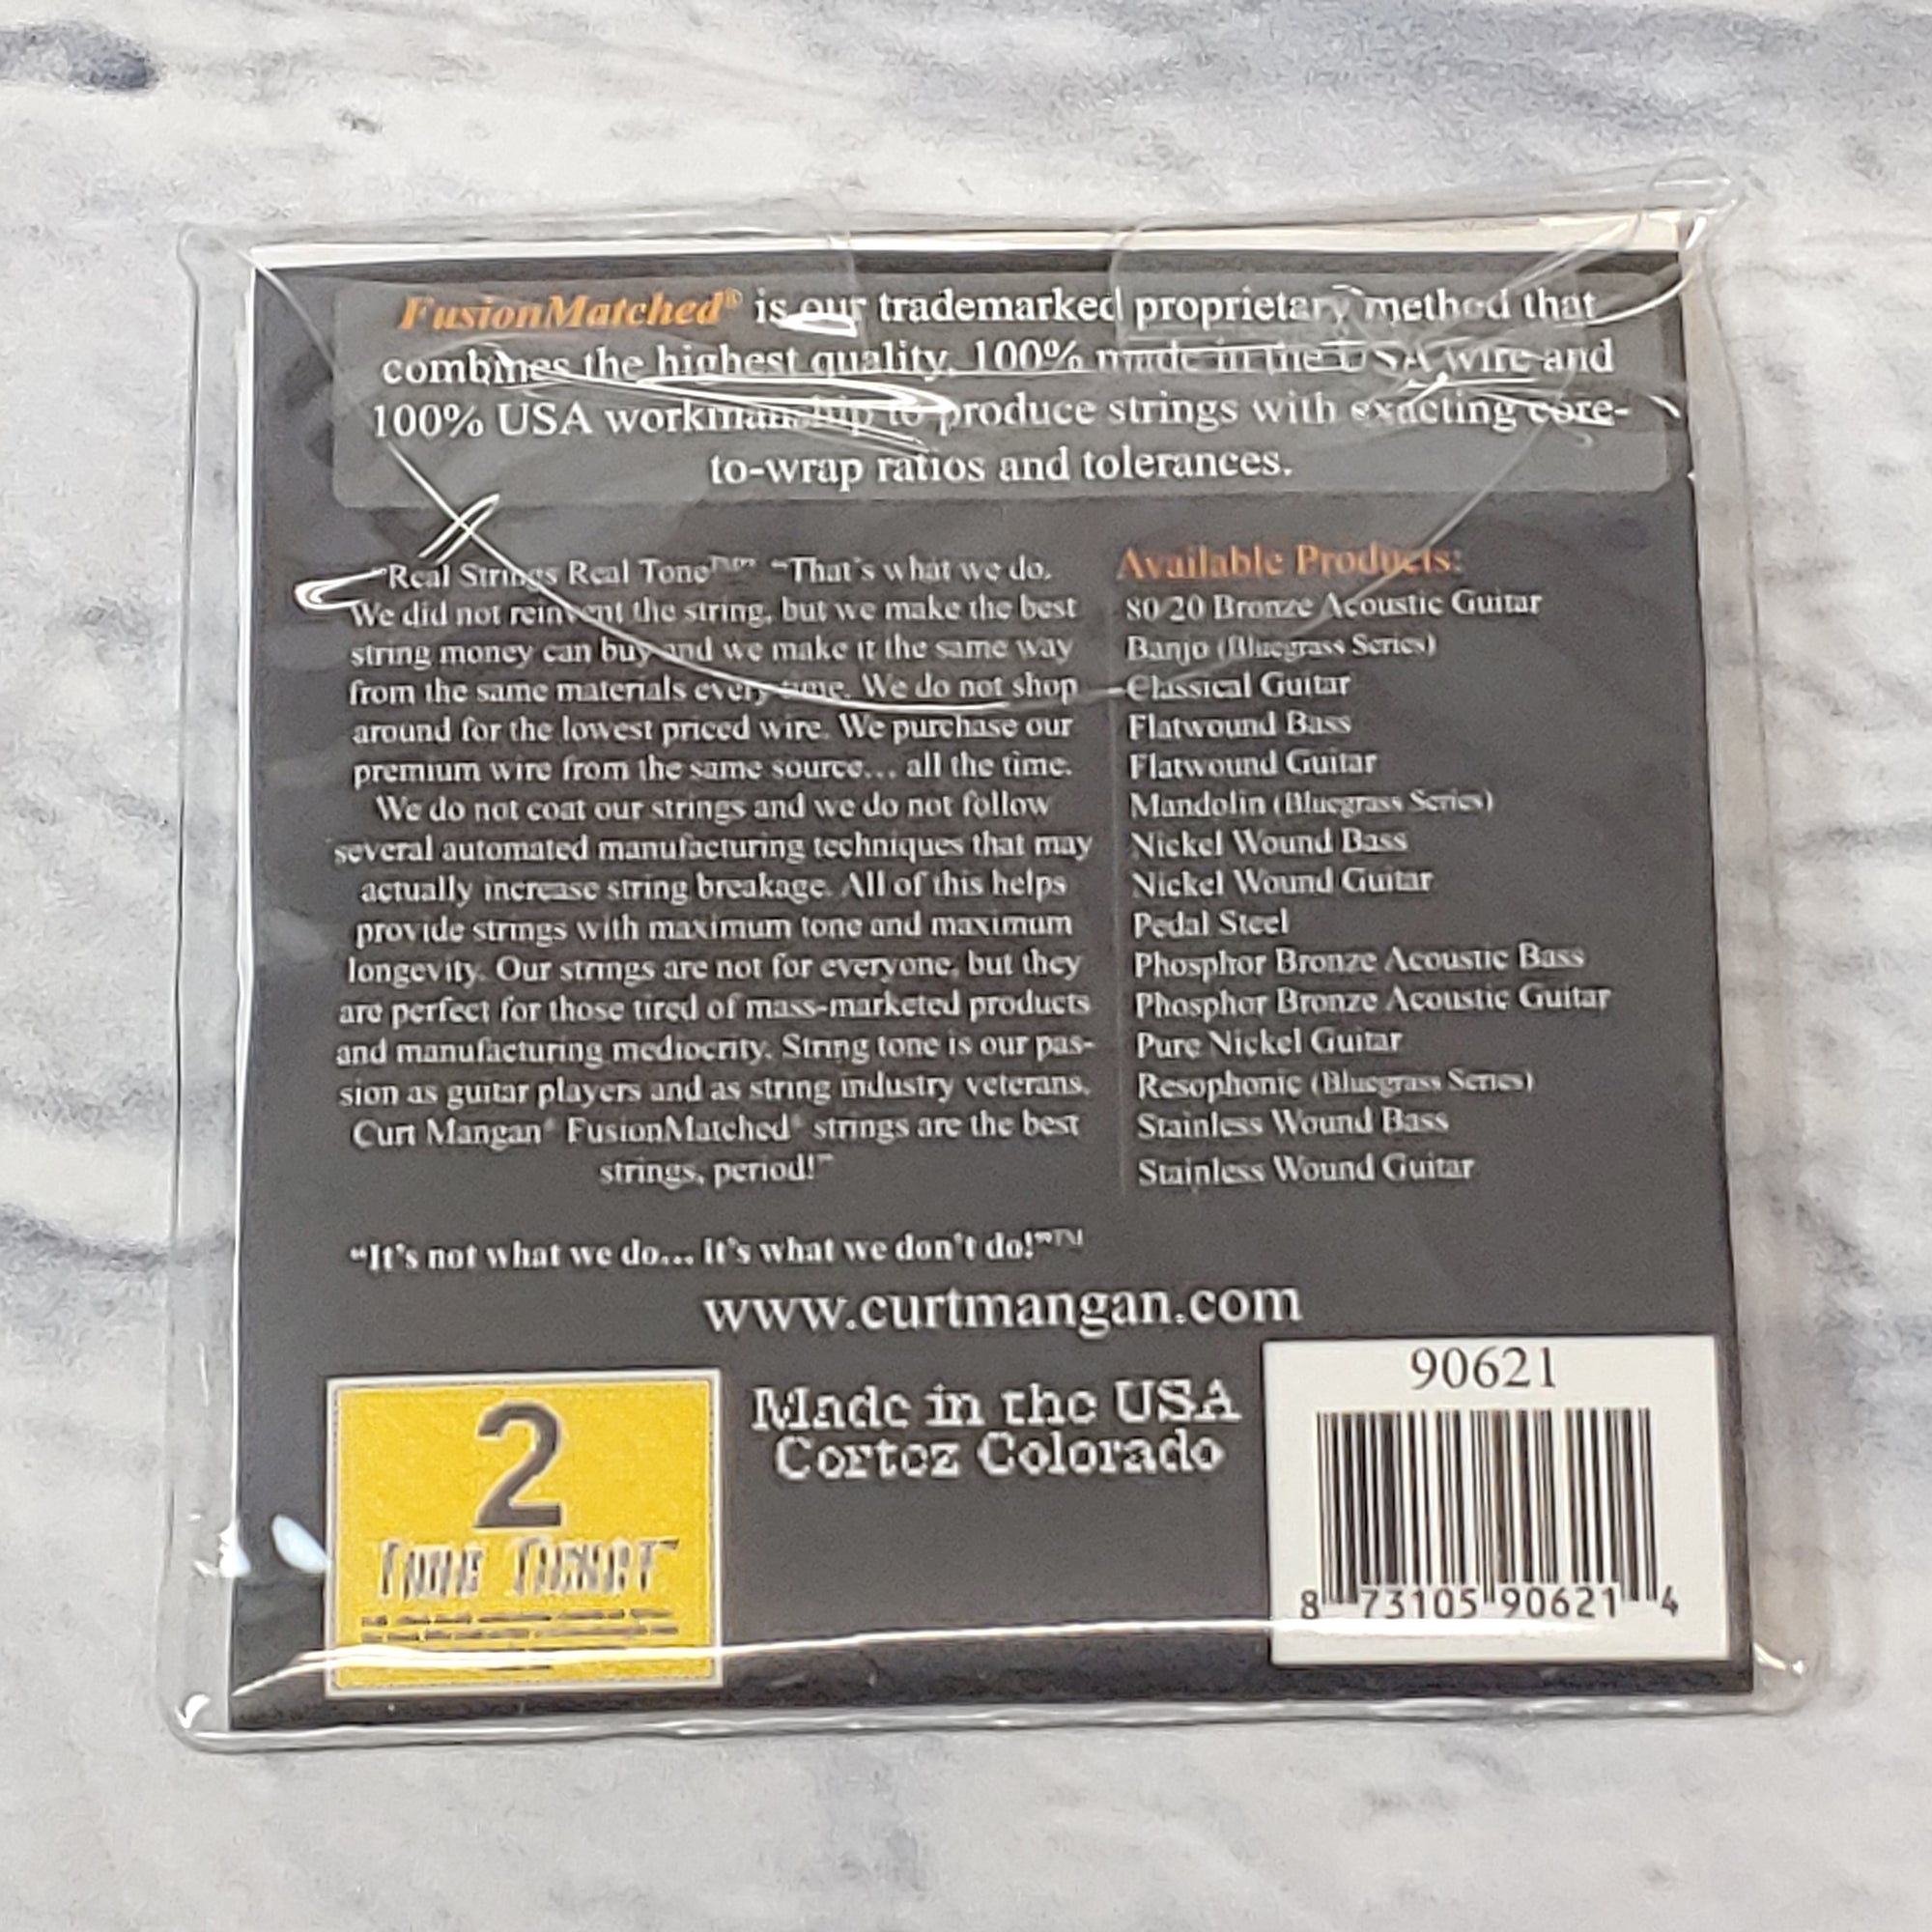 FusionMatched® is our trademarked proprietary method that
combines the highest quality, 100% made in the USA wire and
100% USA workmanship to produce strings with exacting core-
to-wrap ratios and tolerances.
"Real Strings Real Tone™" "That's what we do.
We did not reinvent the string, but we make the best
string money can buy and we make it the same way
from the same materials every time. We do not shop
around for the lowest priced wire. We purchase our
premium wire from the same source... all the time.
We do not coat our strings and we do not follow
several automated manufacturing techniques that may
actually increase string breakage. All of this helps
provide strings with maximum tone and maximum
longevity. Our strings are not for everyone, but they
are perfect for those tired of mass-marketed products
and manufacturing mediocrity. String tone is our pas-
sion as guitar players and as string industry veterans.
Curt Mangan® FusionMatched® strings are the best
strings, period!"
Available Products:
80/20 Bronze Acoustic Guitar
Banjo (Bluegrass Series)
Classical Guitar
Flatwound Bass
Flatwound Guitar
Mandolin (Bluegrass Series)
Nickel Wound Bass
Nickel Wound Guitar
Pedal Steel
Phosphor Bronze Acoustic Bass
Phosphor Bronze Acoustic Guitar
Pure Nickel Guitar
Resophonic (Bluegrass Series)
Stainless Wound Bass
Stainless Wound Guitar
"It's not what we do... it's what we don't do!"™
www.curtmangan.com
2
Tone Ticket™
Made in the USA
Cortez Colorado
90621
8 73105 90621 4